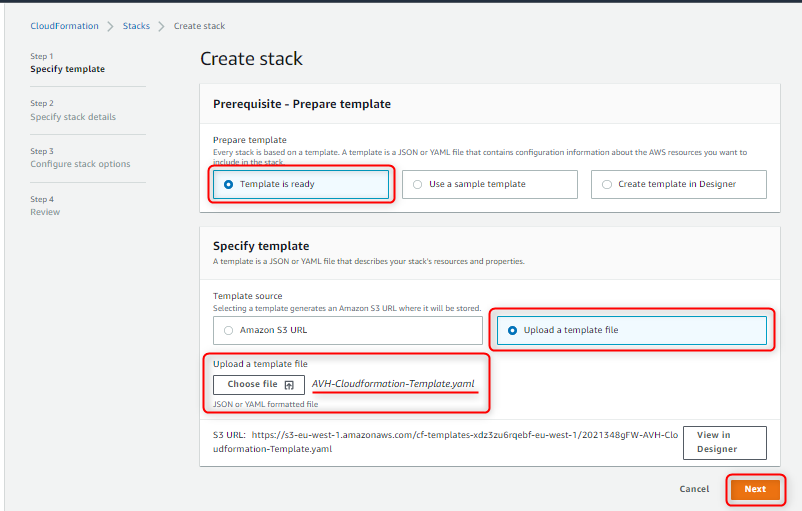 CloudFormation > Stacks > Create stack
Step 1
Specify template
Step 2
Specify stack details
Step 3
Configure stack options
Step 4
Review
Create stack
Prerequisite - Prepare template
Prepare template
Every stack is based on a template. A template is a JSON or YAML file that contains configuration information about the AWS resources you want to
include in the stack.
Template is ready
Use a sample template
Create template in Designer
Specify template
A template is a JSON or YAML file that describes your stack's resources and properties.
Template source
Selecting a template generates an Amazon S3 URL where it will be stored.
Amazon S3 URL
Upload a template file
Upload a template file
Choose file AVH-Cloudformation-Template.yaml
JSON or YAML formatted file
S3 URL: https://s3-eu-west-1.amazonaws.com/cf-templates-xdz3zu6rqebf-eu-west-1/2021348gFW-AVH-Clo
udformation-Template.yaml
View in
Designer
Cancel
Next